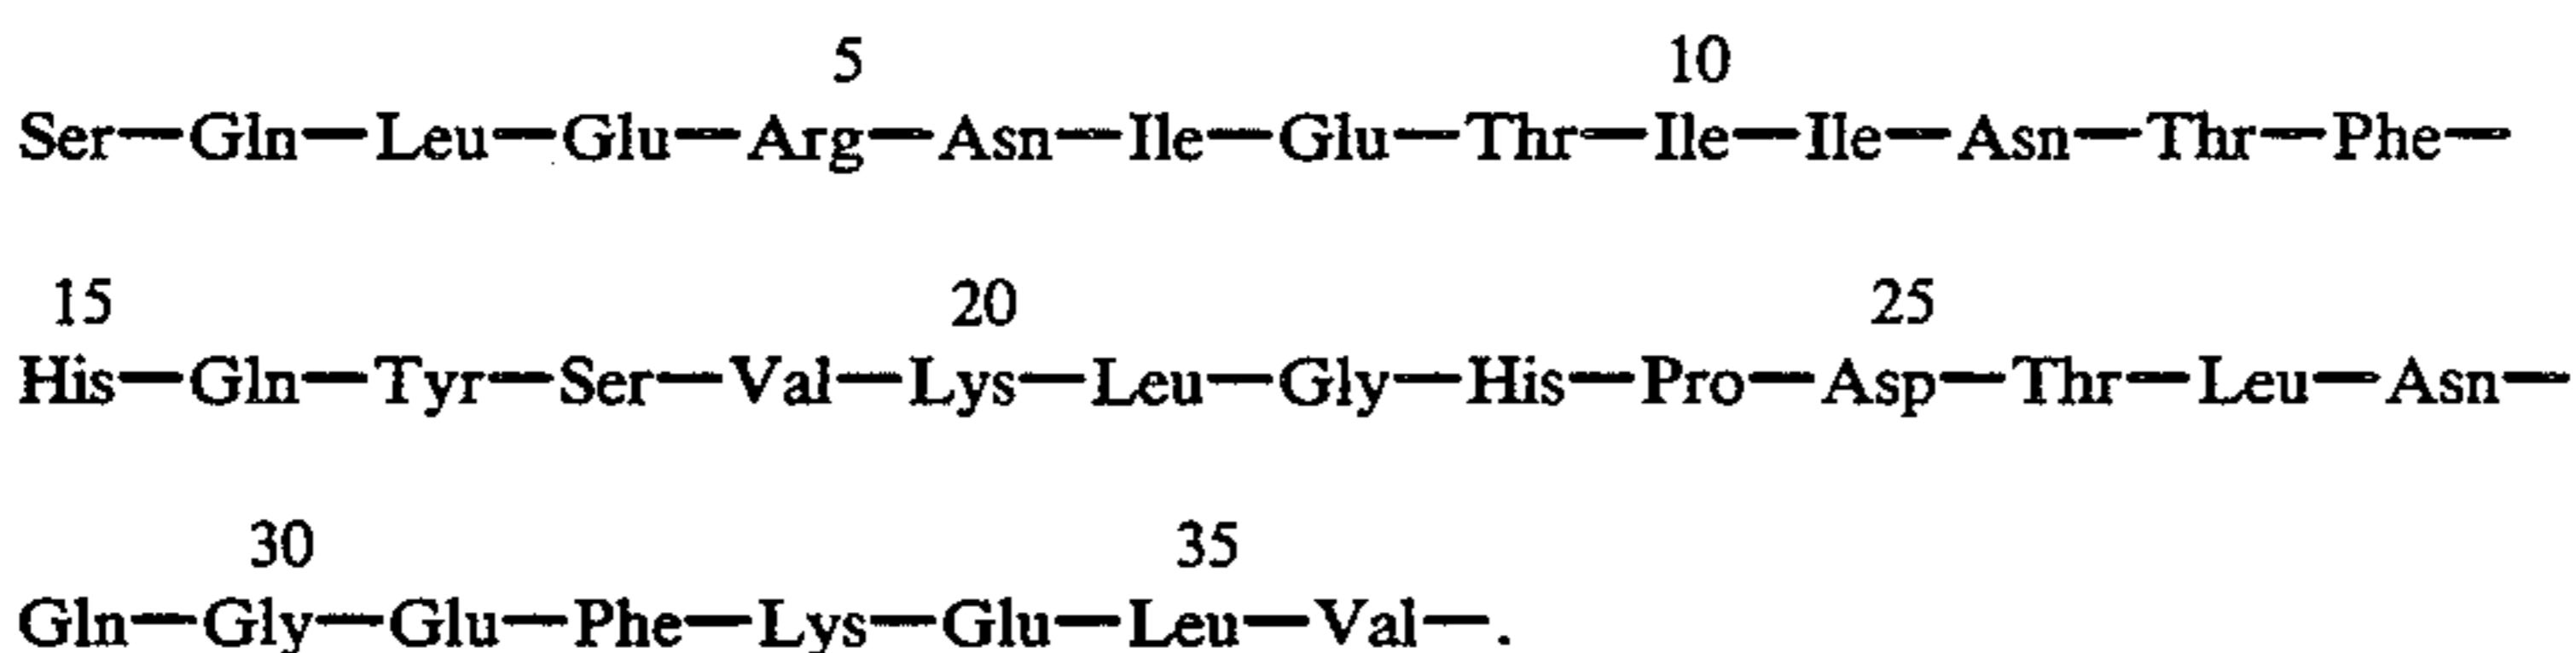 5 10
Ser—Gln—Leu—Glu—Arg—Asn—Ile—Glu—Thr—Ile—Ile—Asn—Thr—Phe—
15 20 25
His—Gln—Tyr—Ser—Val—Lys—Leu—Gly—His—Pro—Asp—Thr—Leu—Asn—
30 35
Gln—Gly—Glu—Phe—Lys—Glu—Leu—Val—.